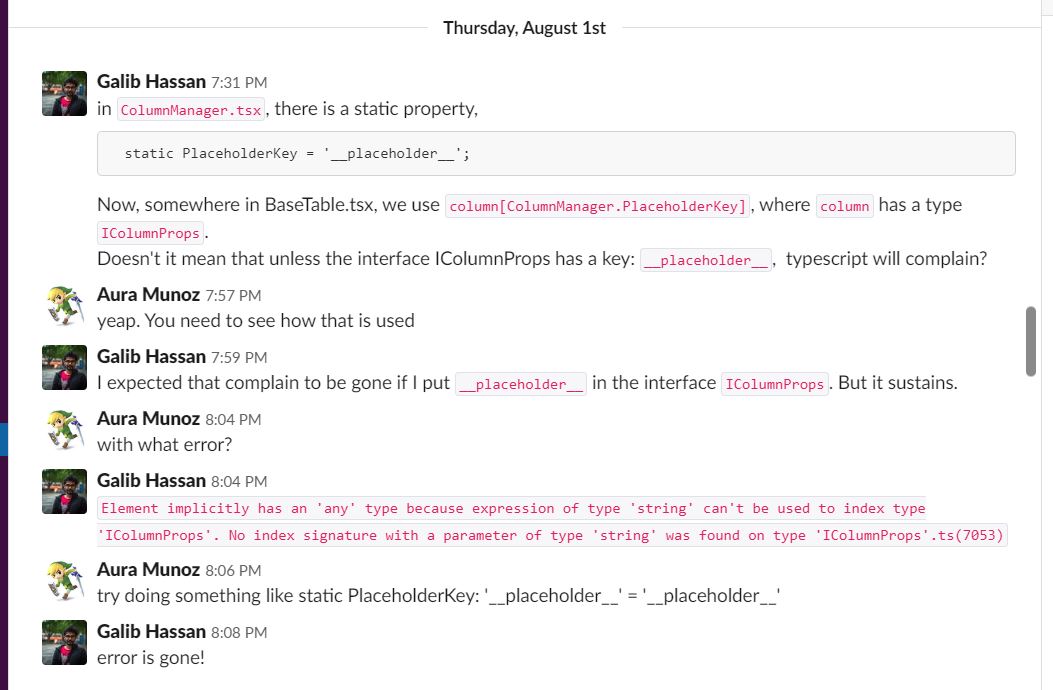 Thursday, August 1st
Galib Hassan 7:31 PM
in ColumnManager.tsx, there is a static property,
static PlaceholderKey = '__placeholder__';
Now, somewhere in BaseTable.tsx, we use column[ColumnManager.PlaceholderKey], where column has a type
IColumnProps.
Doesn't it mean that unless the interface IColumnProps has a key: __placeholder__, typescript will complain?
Aura Munoz 7:57 PM
yeap. You need to see how that is used
Galib Hassan 7:59 PM
I expected that complain to be gone if I put __placeholder__ in the interface IColumnProps. But it sustains.
Aura Munoz 8:04 PM
with what error?
Galib Hassan 8:04 PM
Element implicitly has an 'any' type because expression of type 'string' can't be used to index type
'IColumnProps'. No index signature with a parameter of type 'string' was found on type 'IColumnProps'.ts(7053)
Aura Munoz 8:06 PM
try doing something like static PlaceholderKey: '__placeholder__' = '__placeholder__'
Galib Hassan 8:08 PM
error is gone!